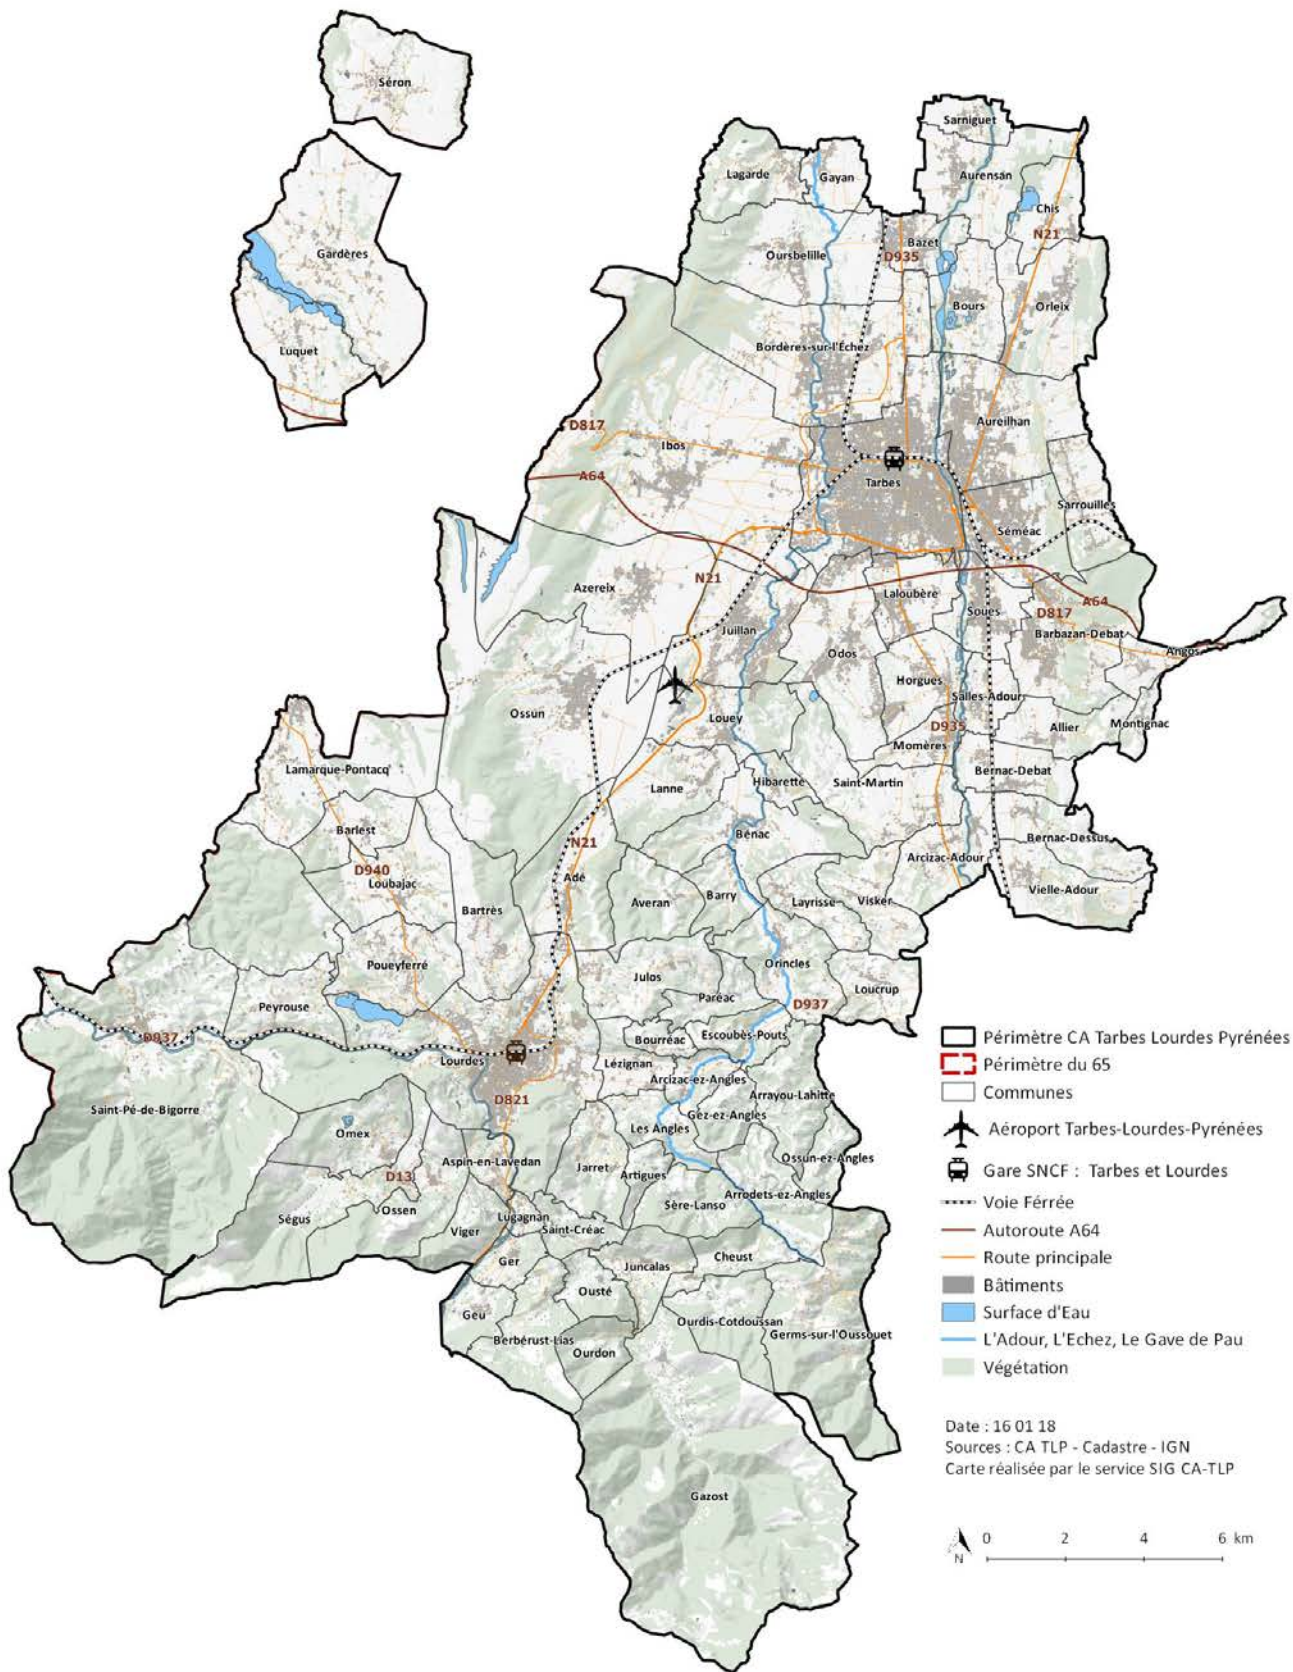 Séron
Sarniguet
Lagarde
Gayan
Aurensan
Chis
N21
Gardères
Oursbelille
Bazet
D935
Bours
Orleix
Luquet
Bordères-sur-l'Échez
D817
Ibos
Aureilhan
A64
Tarbes
Sarrouilles
Séméac
N21
Azereix
Laloubère
Soues
A64
D817
Juillan
Barbazan-Debat
Odos
Angos
Horgues
Salles-Adour
Ossun
Louey
D935
Allier
Montignac
Momères
Lamarque-Pontacq
Lanne
Hibarette
Saint-Martin
Bernac-Debat
Barlest
N21
Bénac
Bernac-Dessus
D940
Loubajac
Adé
Arcizac-Adour
Bartrès
Averan
Barry
Layrisse
Visker
Vielle-Adour
Poueyferré
Julos
Orincles
Loucrup
Peyrouse
Paréac
D937
D937
Bourréac
Escoubès-Pouts
Lourdes
Lézignan
Arcizac-ez-Angles
D821
Arrayou-Lahitte
Saint-Pé-de-Bigorre
Gez-ez-Angles
Omex
Les Angles
Aspin-en-Lavedan
Jarret
Ossun-ez-Angles
D13
Artigues
Arrodets-ez-Angles
Ossen
Sère-Lanso
Ségus
Viger
Lugagnan
Saint-Créac
Ger
Juncalas
Cheust
Ousté
Geu
Ourdis-Cotdoussan
Berbérust-Lias
Germs-sur-l'Oussouet
Ourdon
Gazost
Périmètre CA Tarbes Lourdes Pyrénées
Périmètre du 65
Communes
Aéroport Tarbes-Lourdes-Pyrénées
Gare SNCF : Tarbes et Lourdes
Voie Férrée
Autoroute A64
Route principale
Bâtiments
Surface d'Eau
L'Adour, L'Echez, Le Gave de Pau
Végétation
Date : 16 01 18
Sources : CA TLP - Cadastre - IGN
Carte réalisée par le service SIG CA-TLP
N
0 2 4 6 km